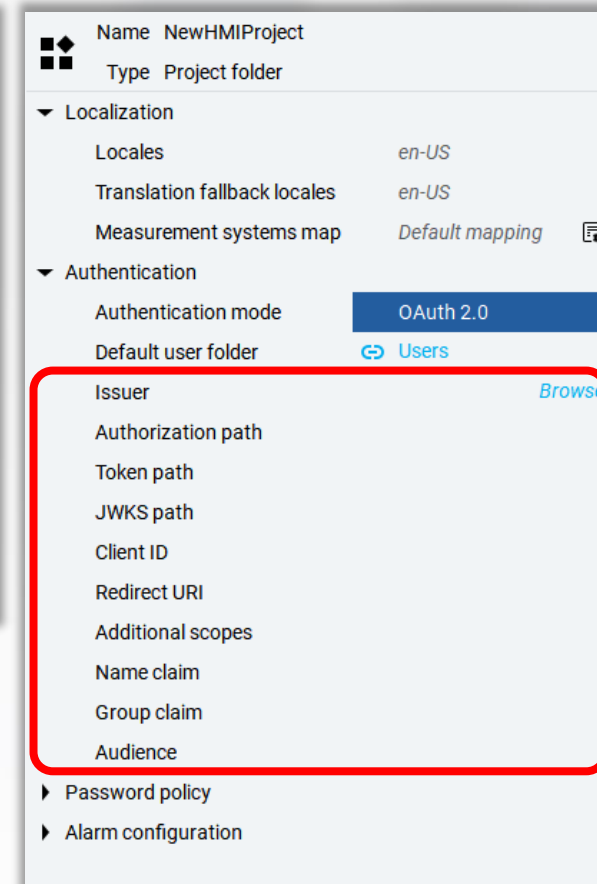 Name NewHMIProject
Type Project folder
Localization
Locales en-US
Translation fallback locales en-US
Measurement systems map Default mapping
Authentication
Authentication mode OAuth 2.0
Default user folder Users
Issuer Browse
Authorization path
Token path
JWKS path
Client ID
Redirect URI
Additional scopes
Name claim
Group claim
Audience
Password policy
Alarm configuration